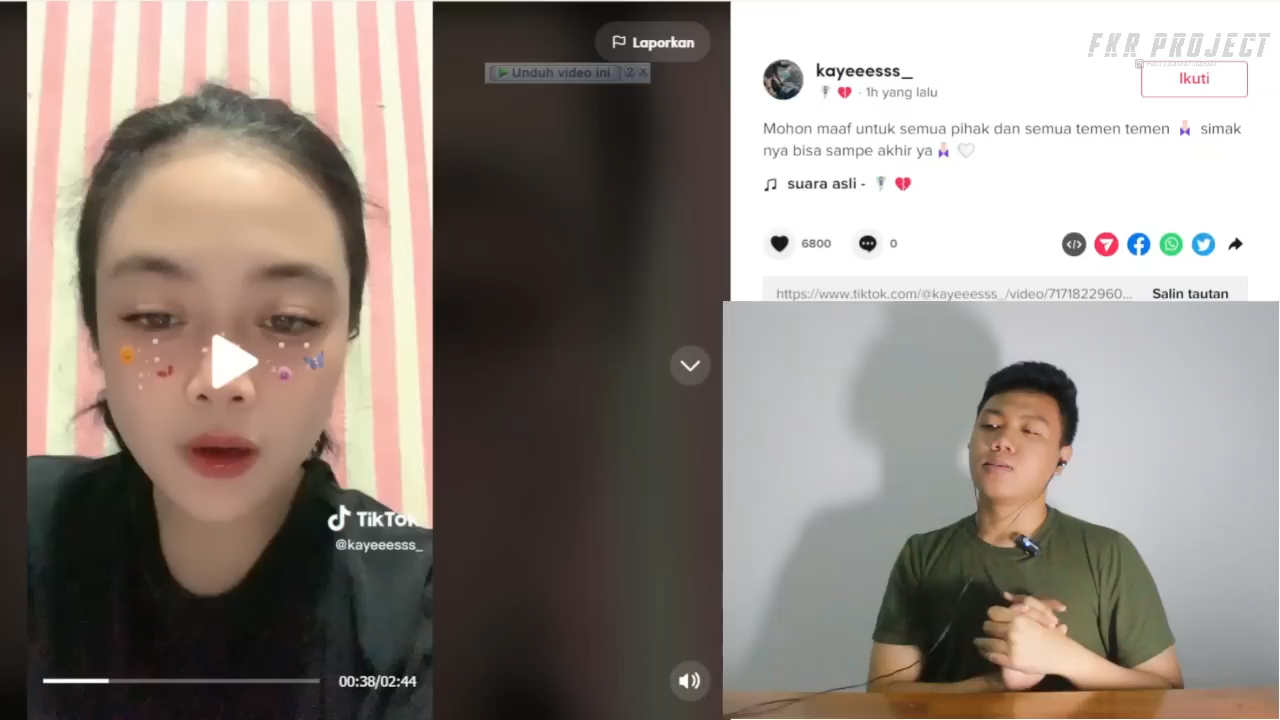 Laporkan
Unduh video ini
TikTok
@kayeeesss_
00:38/02:44
FKR PROJECT
kayeeesss_
· 1h yang lalu
Ikuti
Mohon maaf untuk semua pihak dan semua temen temen simak
nya bisa sampe akhir ya
suara asli -
6800
0
https://www.tiktok.com/@kayeeesss_/video/7171822960...
Salin tautan